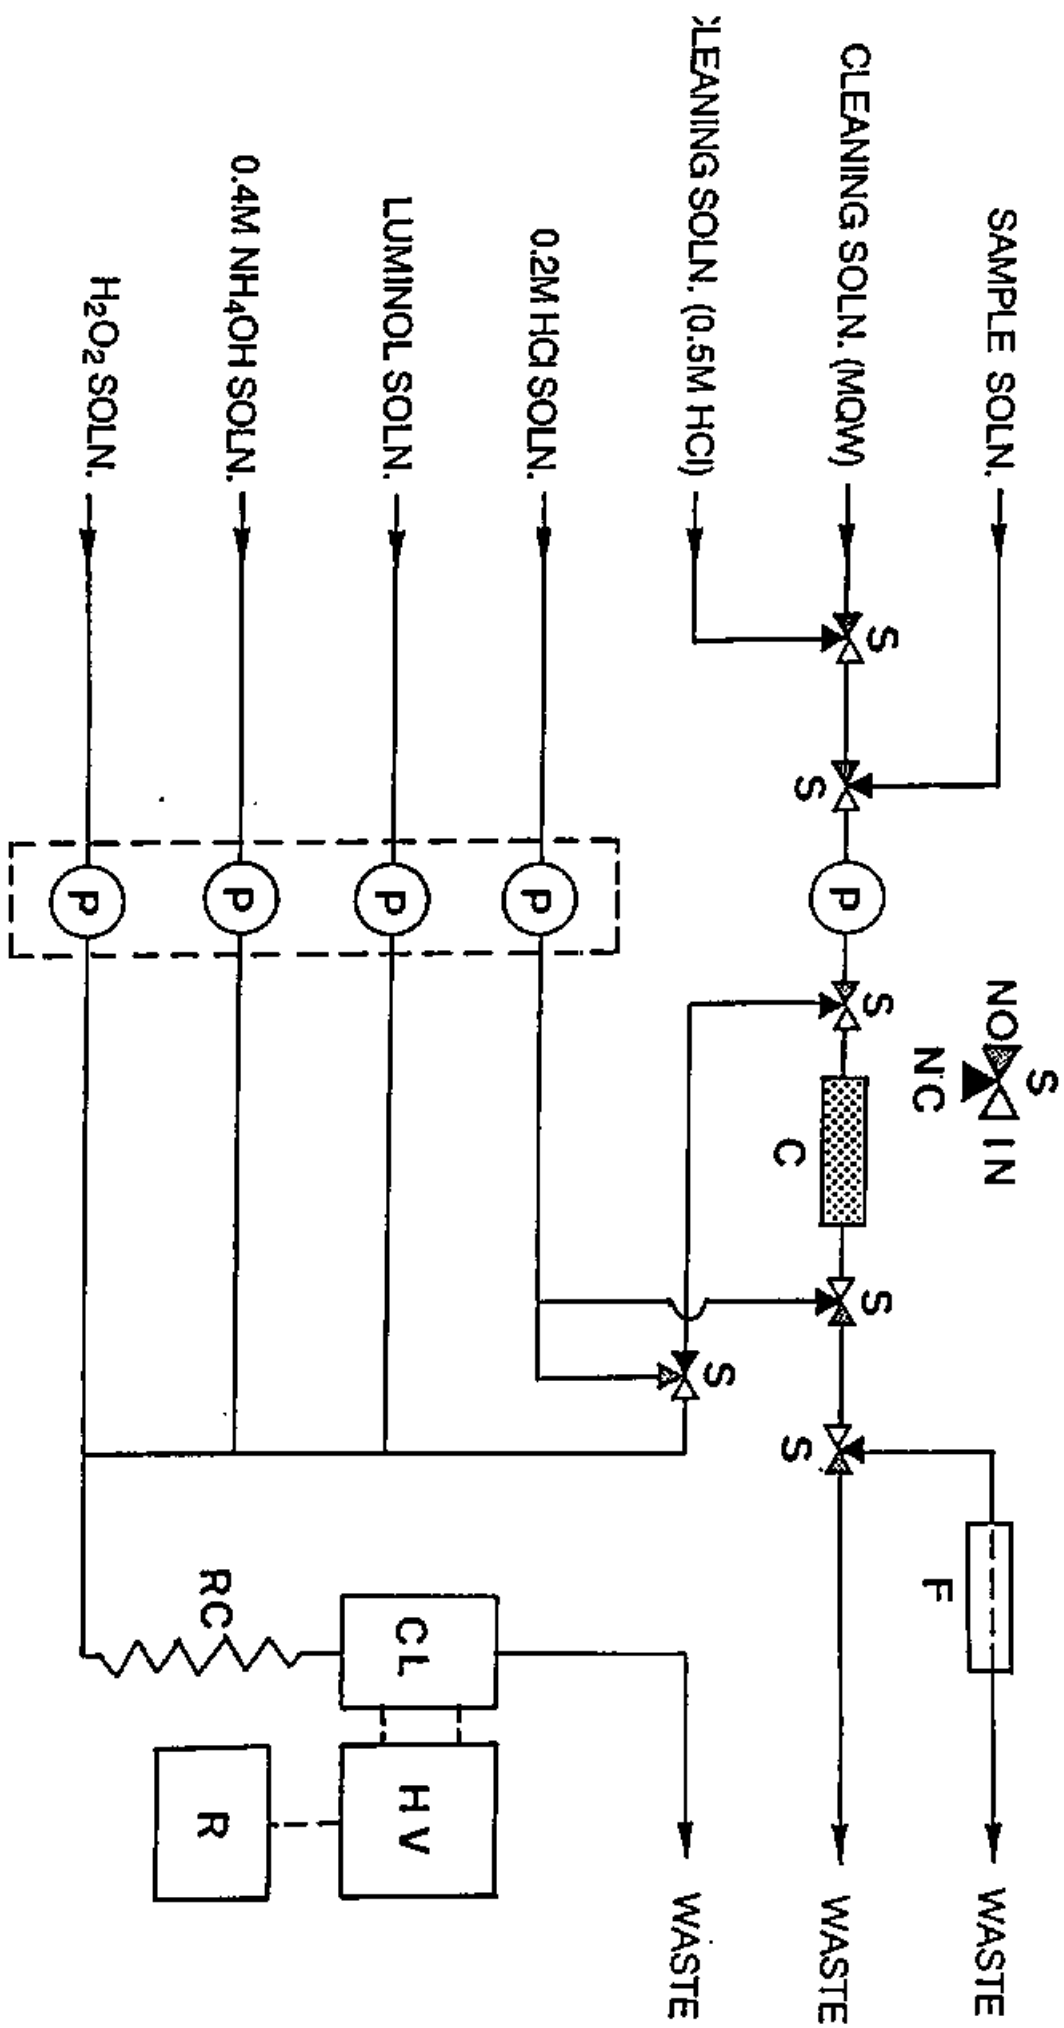 SAMPLE SOLN.
CLEANING SOLN. (MQW)
CLEANING SOLN. (0.5M HCl)
0.2M HCl SOLN.
LUMINOL SOLN.
0.4M NH₄OH SOLN.
H₂O₂ SOLN.
S
S
P
S
S
NO
IN
NC
C
S
S
S
F
P
P
P
P
RC
CL
HV
R
WASTE
WASTE
WASTE